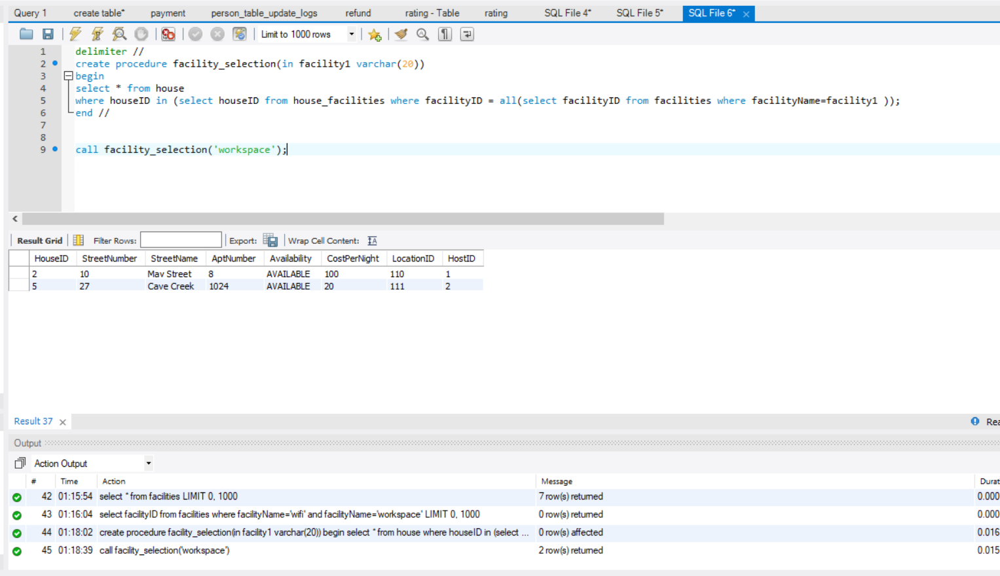 Query 1 create table* payment person_table_update_logs refund rating - Table rating SQL File 4* SQL File 5* SQL File 6*
Limit to 1000 rows
1 delimiter //
2 create procedure facility_selection(in facility1 varchar(20))
3 begin
4 select * from house
5 where houseID in (select houseID from house_facilities where facilityID = all(select facilityID from facilities where facilityName=facility1 ));
6 end //
7
8
9 call facility_selection('workspace');
Result Grid Filter Rows: Export: Wrap Cell Content:
HouseID StreetNumber StreetName AptNumber Availability CostPerNight LocationID HostID
2 10 Mav Street 8 AVAILABLE 100 110 1
5 27 Cave Creek 1024 AVAILABLE 20 111 2
Result 37
Output
Action Output
# Time Action Message
42 01:15:54 select * from facilities LIMIT 0, 1000 7 row(s) returned 0.000
43 01:16:04 select facilityID from facilities where facilityName='wifi' and facilityName='workspace' LIMIT 0, 1000 0 row(s) returned 0.000
44 01:18:02 create procedure facility_selection(in facility1 varchar(20)) begin select * from house where houseID in (select ... 0 row(s) affected 0.016
45 01:18:39 call facility_selection('workspace') 2 row(s) returned 0.015